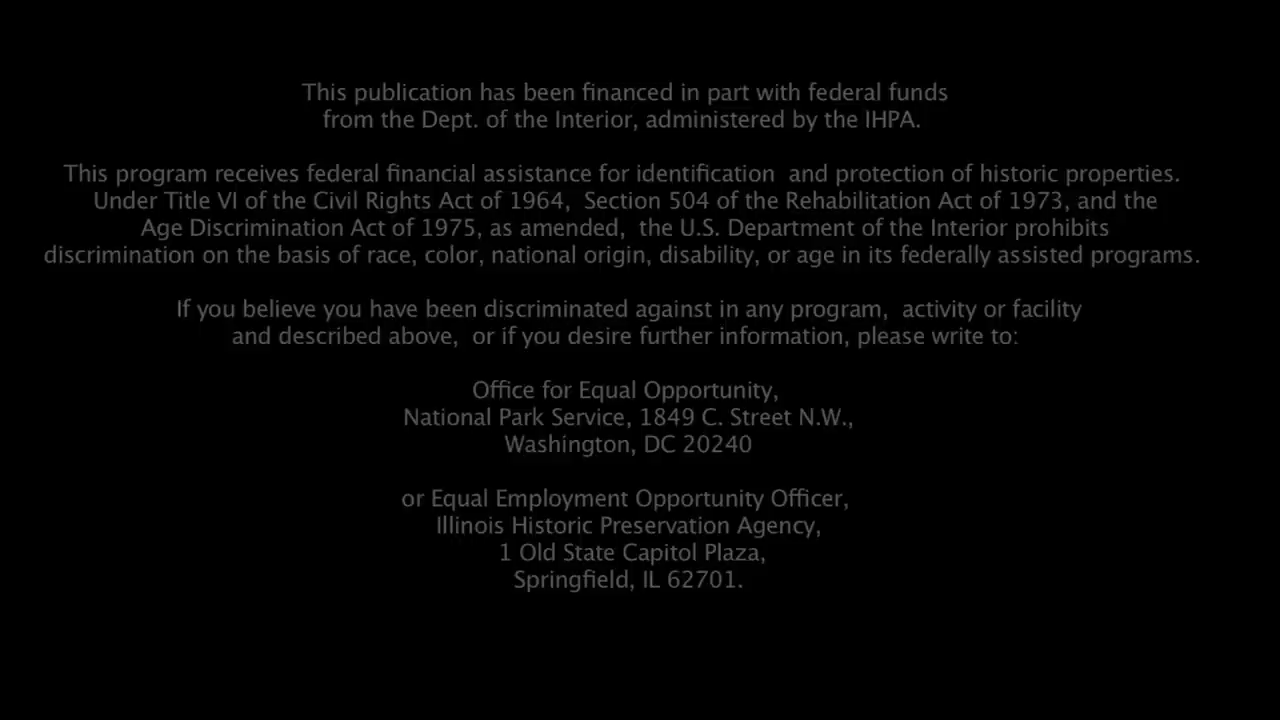 This publication has been financed in part with federal funds
from the Dept. of the Interior, administered by the IHPA.
This program receives federal financial assistance for identification  and protection of historic properties.
Under Title VI of the Civil Rights Act of 1964,  Section 504 of the Rehabilitation Act of 1973, and the
Age Discrimination Act of 1975, as amended,  the U.S. Department of the Interior prohibits
discrimination on the basis of race, color, national origin, disability, or age in its federally assisted programs.
If you believe you have been discriminated against in any program,  activity or facility
and described above,  or if you desire further information, please write to:
Office for Equal Opportunity,
National Park Service, 1849 C. Street N.W.,
Washington, DC 20240
or Equal Employment Opportunity Officer,
Illinois Historic Preservation Agency,
1 Old State Capitol Plaza,
Springfield, IL 62701.